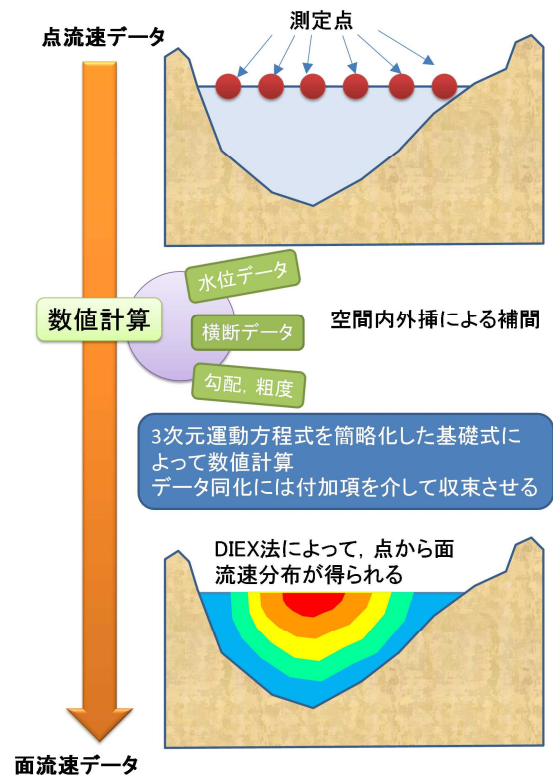 点流速データ
測定点
水位データ
数値計算
横断データ
空間内外挿による補間
勾配，粗度
3次元運動方程式を簡略化した基礎式に
よって数値計算
データ同化には付加項を介して収束させる
DIEX法によって，点から面
流速分布が得られる
面流速データ